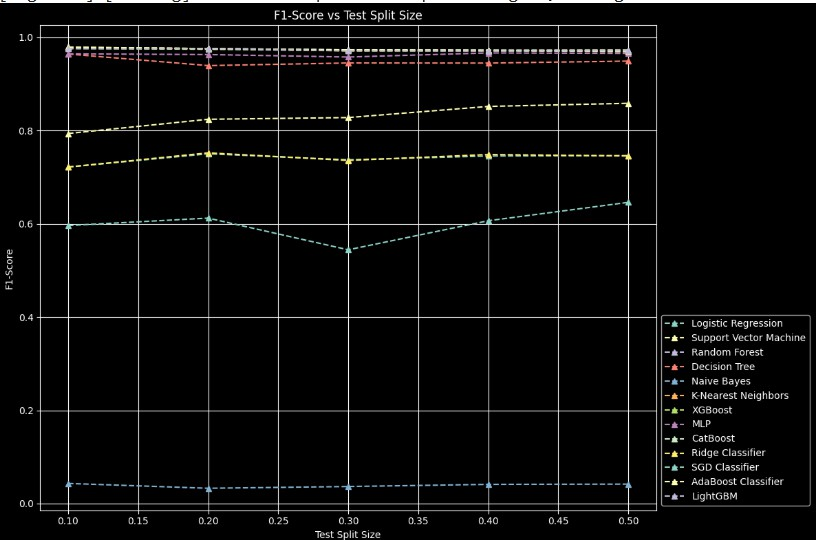 F1-Score vs Test Split Size
1.0
0.8
0.6
0.4
0.2
0.0
F1-Score
0.10 0.15 0.20 0.25 0.30 0.35 0.40 0.45 0.50
Test Split Size
Logistic Regression
Support Vector Machine
Random Forest
Decision Tree
Naive Bayes
K-Nearest Neighbors
XGBoost
MLP
CatBoost
Ridge Classifier
SGD Classifier
AdaBoost Classifier
LightGBM